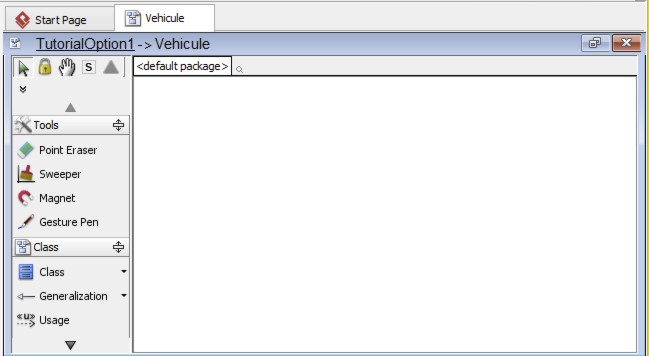 Start Page
Vehicule
TutorialOption1 -> Vehicule
S
<default package>
Tools
Point Eraser
Sweeper
Magnet
Gesture Pen
Class
Class
Generalization
«U»
Usage